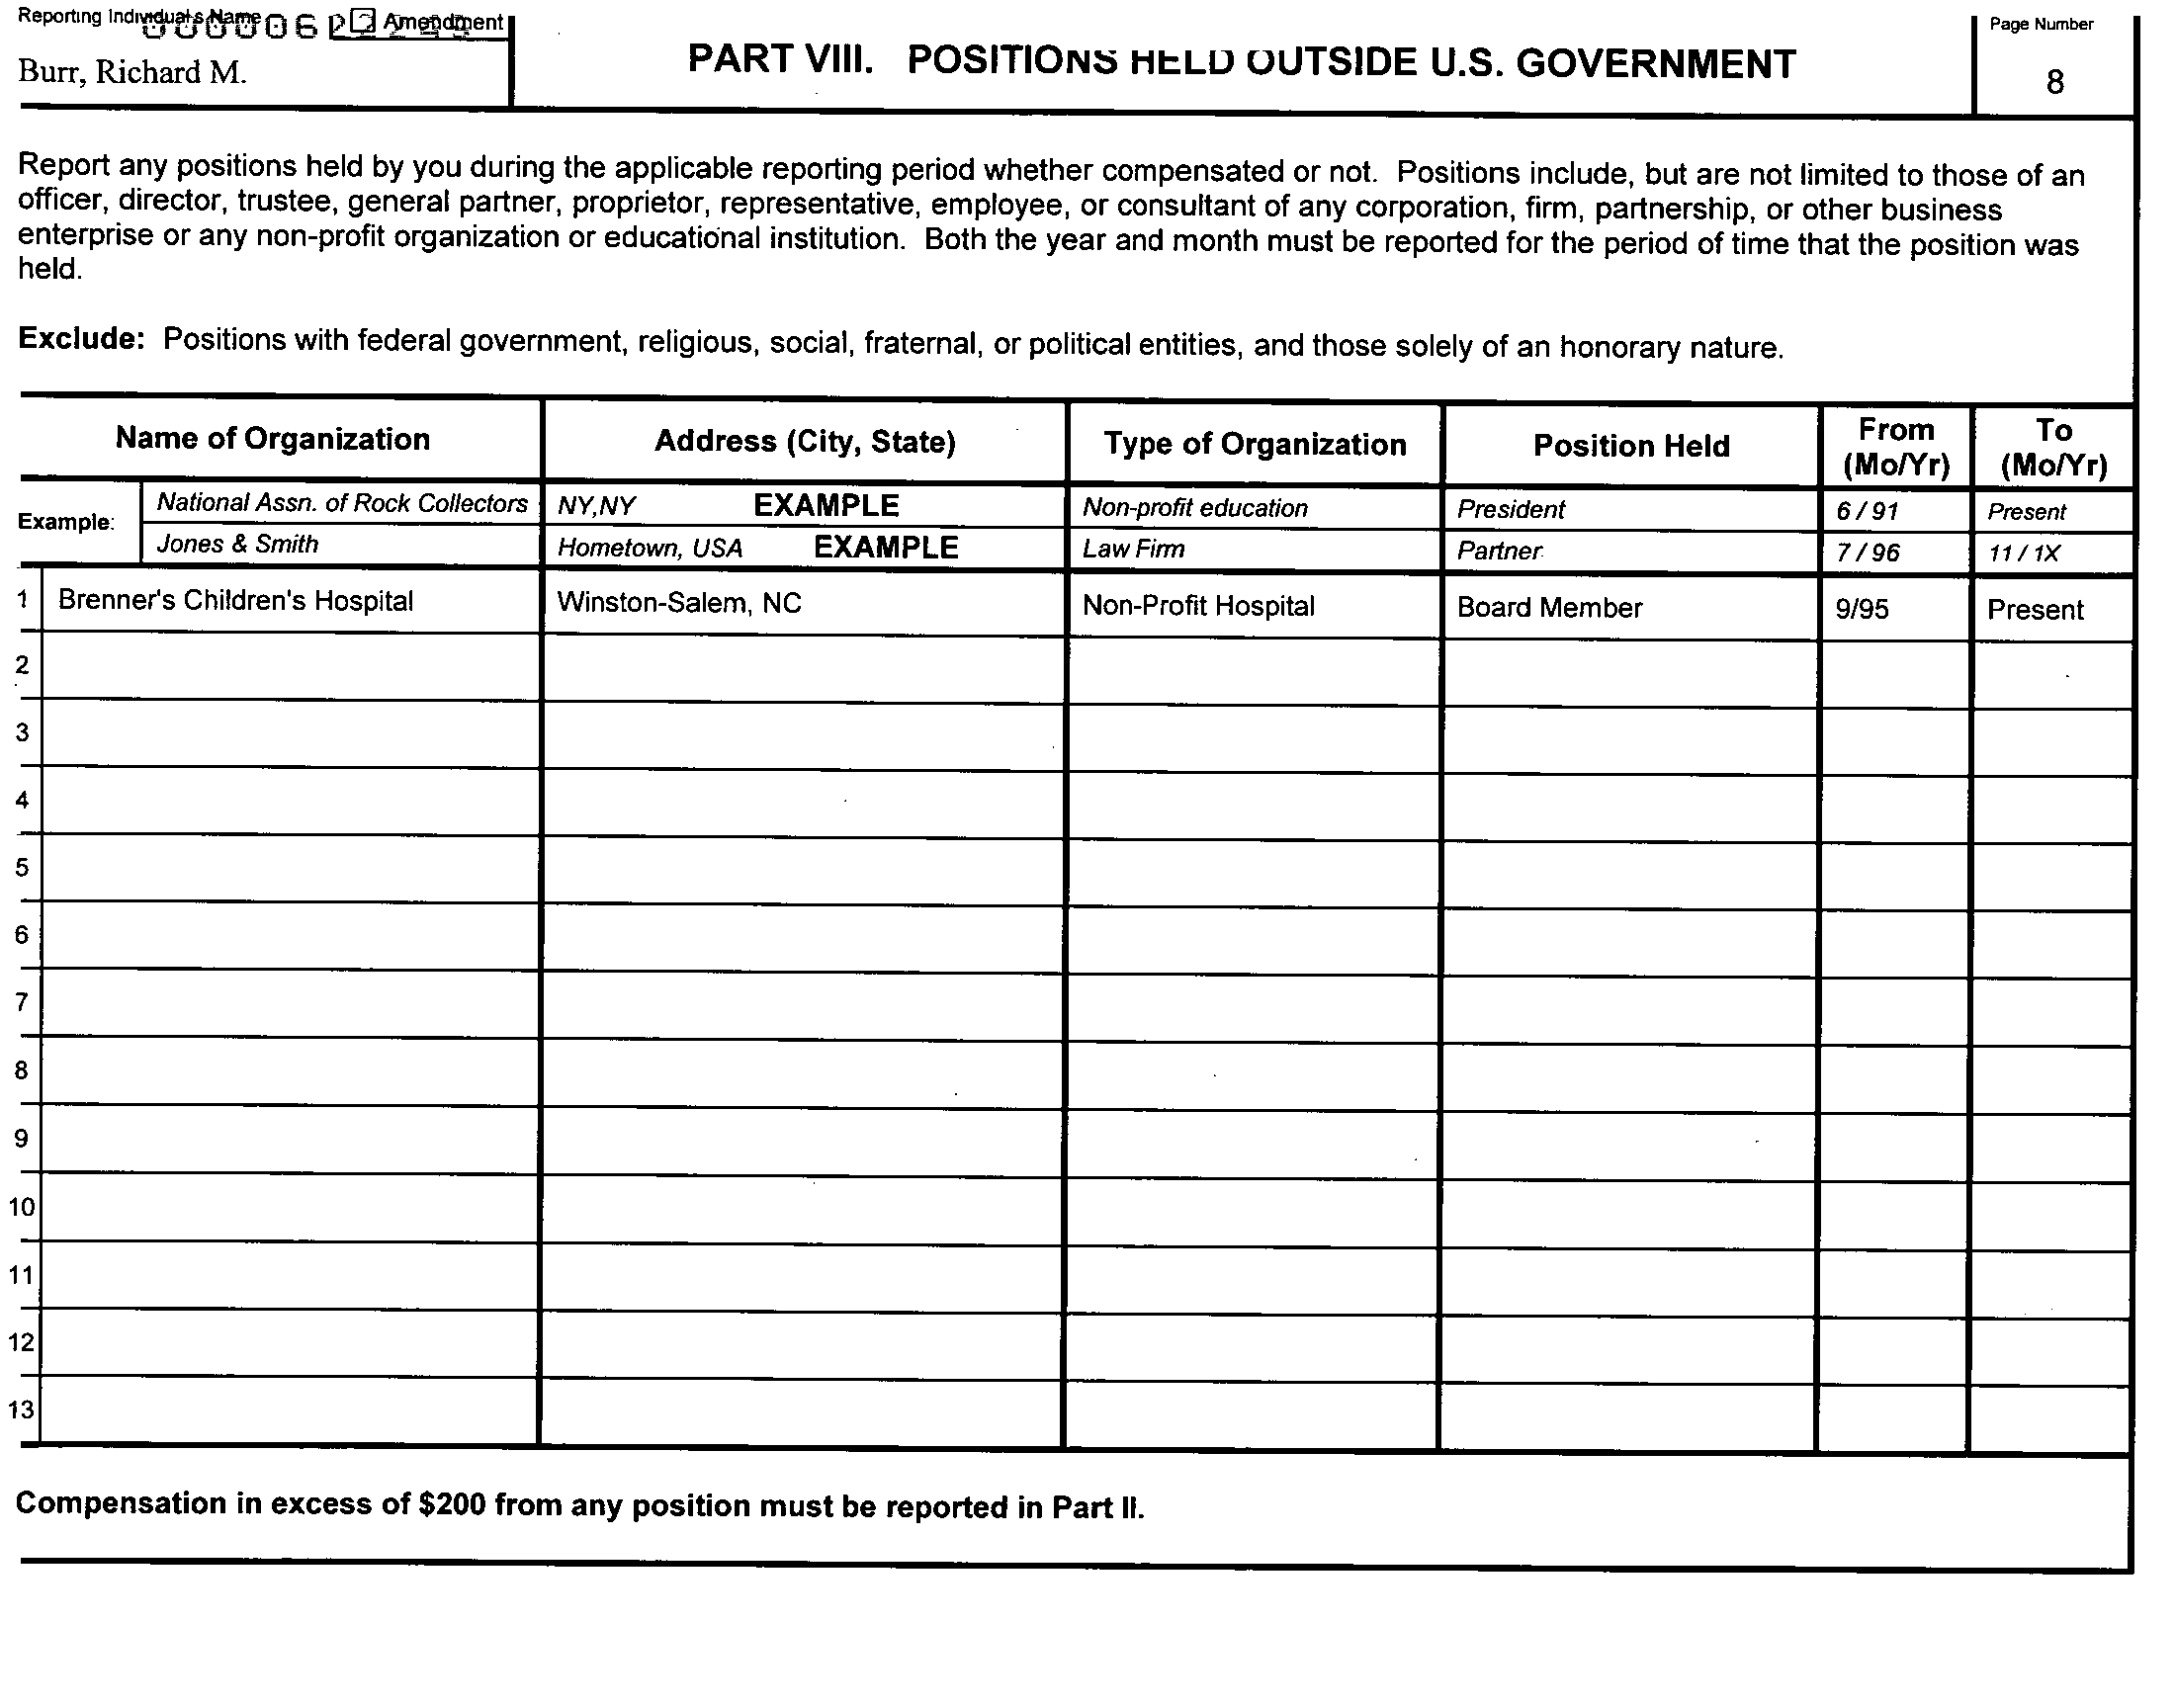 Reporting Individual's Name Amendment
Burr, Richard M.
PART VIII. POSITIONS HELD OUTSIDE U.S. GOVERNMENT
Page Number
8
Report any positions held by you during the applicable reporting period whether compensated or not. Positions include, but are not limited to those of an
officer, director, trustee, general partner, proprietor, representative, employee, or consultant of any corporation, firm, partnership, or other business
enterprise or any non-profit organization or educational institution. Both the year and month must be reported for the period of time that the position was
held.
Exclude: Positions with federal government, religious, social, fraternal, or political entities, and those solely of an honorary nature.
Name of Organization Address (City, State) Type of Organization Position Held From (Mo/Yr) To (Mo/Yr)
Example: National Assn. of Rock Collectors NY,NY EXAMPLE Non-profit education President 6 / 91 Present
Jones & Smith Hometown, USA EXAMPLE Law Firm Partner 7 / 96 11 / 1X
1 Brenner's Children's Hospital Winston-Salem, NC Non-Profit Hospital Board Member 9/95 Present
2
3
4
5
6
7
8
9
10
11
12
13
Compensation in excess of $200 from any position must be reported in Part II.